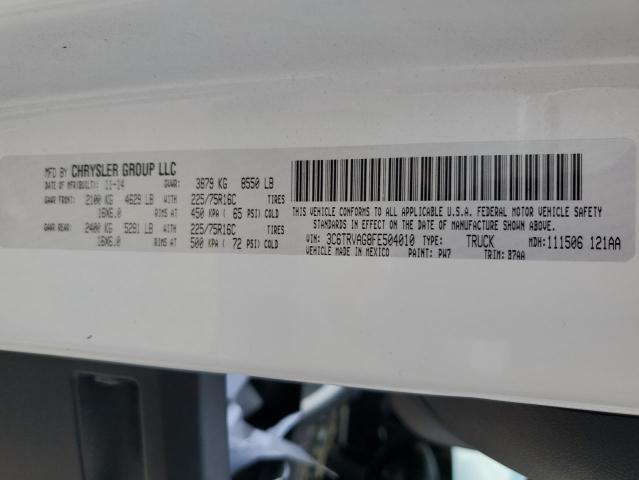 MFD BY CHRYSLER GROUP LLC
DATE OF MFR/BUILT: 11-14 GVWR: 3879 KG 8550 LB
GAWR FRONT 2100 KG 4629 LB WITH 225/75R16C TIRES
16X6.0 RIMS AT 450 KPA ( 65 PSI) COLD
GAWR REAR: 2400 KG 5291 LB WITH 225/75R16C TIRES
16X6.0 RIMS AT 500 KPA ( 72 PSI) COLD
THIS VEHICLE CONFORMS TO ALL APPLICABLE U.S.A. FEDERAL MOTOR VEHICLE SAFETY
STANDARDS IN EFFECT ON THE DATE OF MANUFACTURE SHOWN ABOVE.
VIN: 3C6TRVAG8FE504010 TYPE: TRUCK MDH: 111506 121AA
VEHICLE MADE IN MEXICO PAINT: PW7 TRIM: B7AA